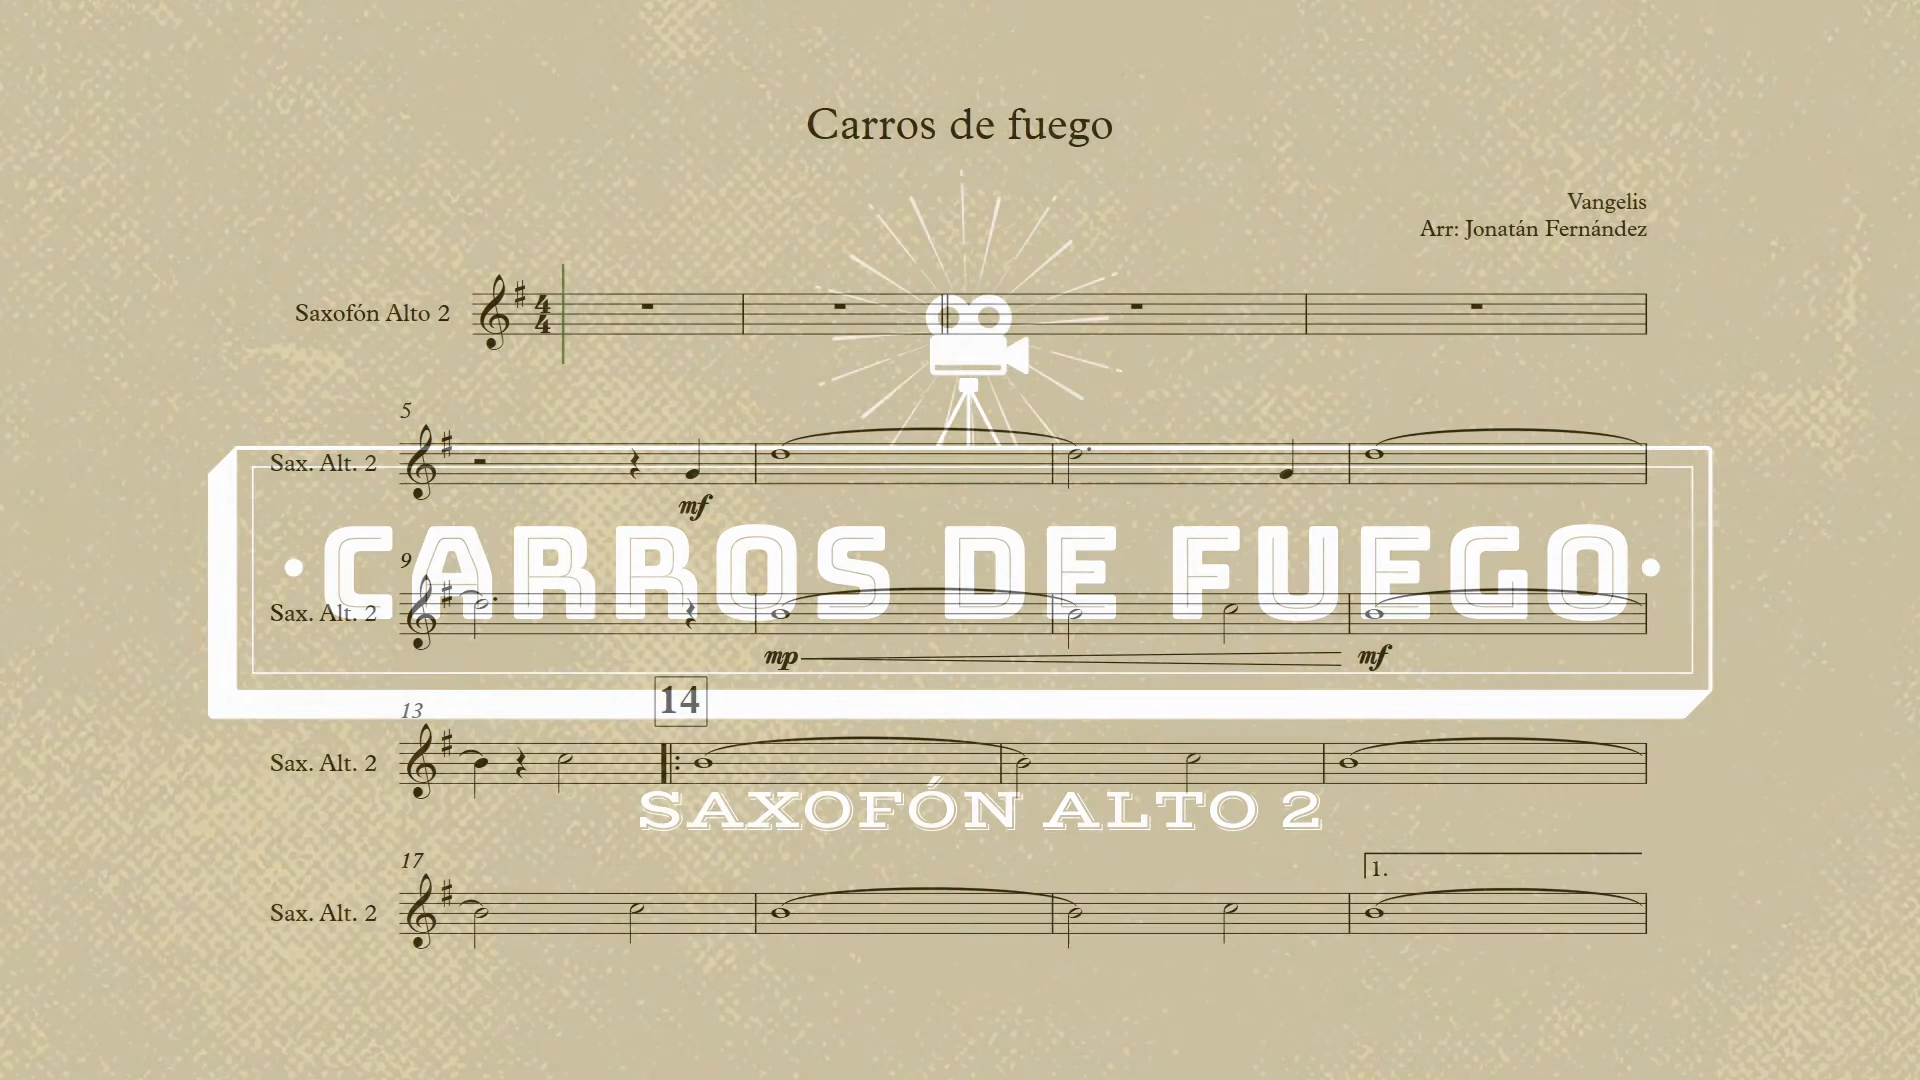 Carros de fuego
Vangelis
Arr: Jonatán Fernández
Saxofón Alto 2
5
Sax. Alt. 2
mf
CARROS DE FUEGO
9
Sax. Alt. 2
mp mf
14
13
Sax. Alt. 2
SAXOFÓN ALTO 2
17
1.
Sax. Alt. 2